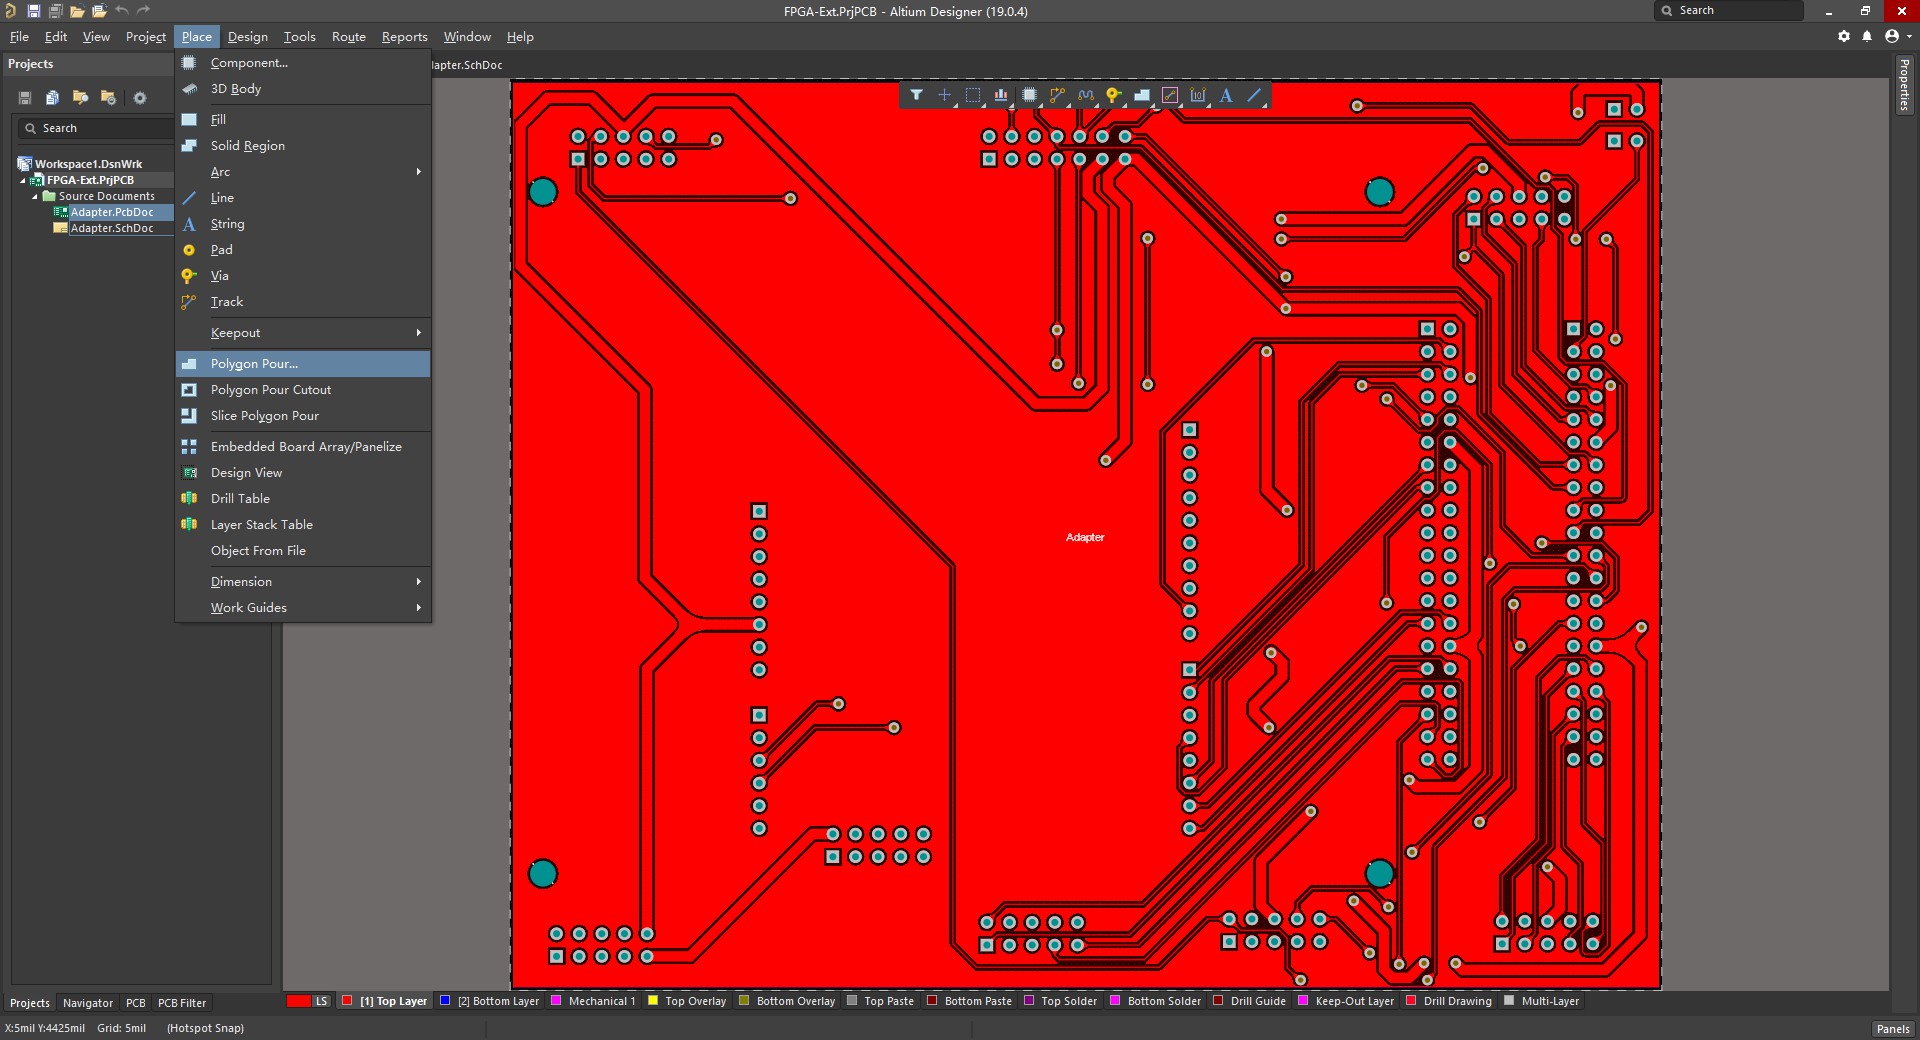 FPGA-Ext.PrjPCB - Altium Designer (19.0.4)
Search
File Edit View Project Place Design Tools Route Reports Window Help
Projects
lapter.SchDoc
Properties
Search
Workspace1.DsnWrk
FPGA-Ext.PrjPCB
Source Documents
Adapter.PcbDoc
Adapter.SchDoc
Component...
3D Body
Fill
Solid Region
Arc
Line
String
Pad
Via
Track
Keepout
Polygon Pour...
Polygon Pour Cutout
Slice Polygon Pour
Embedded Board Array/Panelize
Design View
Drill Table
Layer Stack Table
Object From File
Dimension
Work Guides
Adapter
Projects Navigator PCB PCB Filter
LS [1] Top Layer [2] Bottom Layer Mechanical 1 Top Overlay Bottom Overlay Top Paste Bottom Paste Top Solder Bottom Solder Drill Guide Keep-Out Layer Drill Drawing Multi-Layer
X:5mil Y:4425mil Grid: 5mil (Hotspot Snap)
Panels